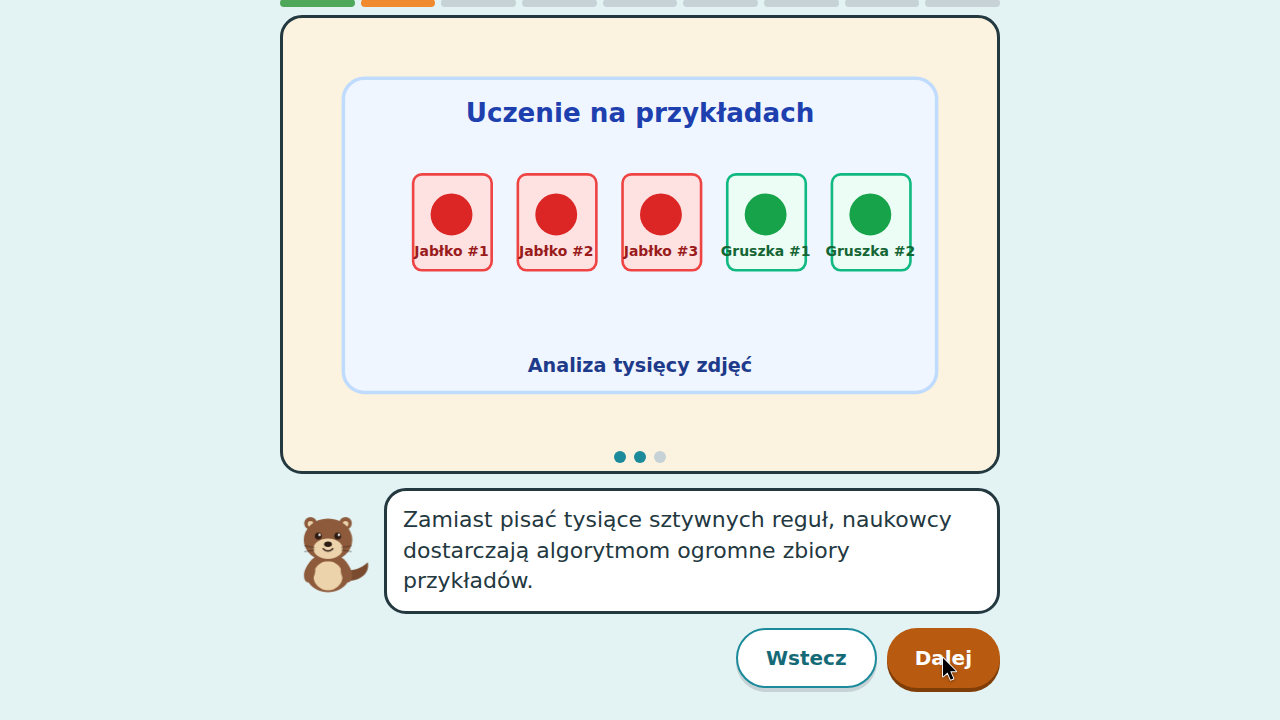 Uczenie na przykładach
Jabłko #1 Jabłko #2 Jabłko #3 Gruszka #1 Gruszka #2
Analiza tysięcy zdjęć
Zamiast pisać tysiące sztywnych reguł, naukowcy
dostarczają algorytmom ogromne zbiory
przykładów.
Wstecz Dalej